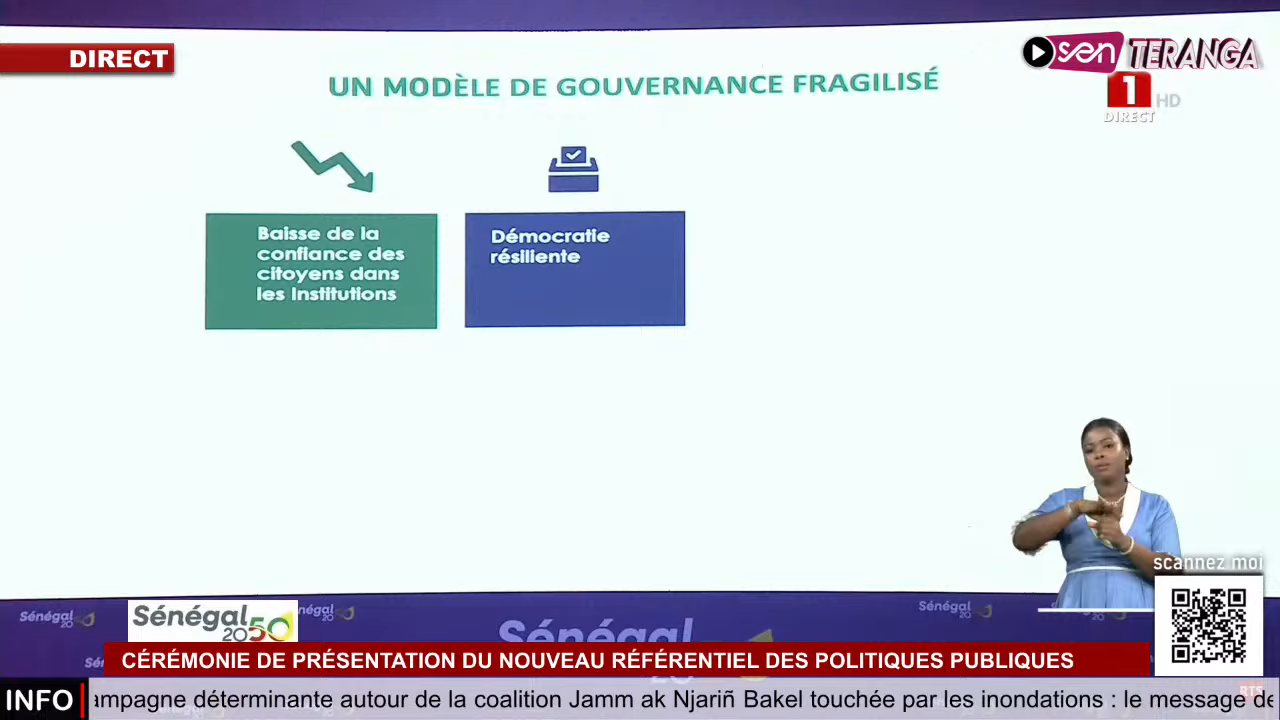 DIRECT
sen TERANGA
1 HD
DIRECT
UN MODÈLE DE GOUVERNANCE FRAGILISÉ
Baisse de la
confiance des
citoyens dans
les Institutions
Démocratie
résiliente
scannez moi
Sénégal
2050
Sénégal
CÉRÉMONIE DE PRÉSENTATION DU NOUVEAU RÉFÉRENTIEL DES POLITIQUES PUBLIQUES
INFO
ampagne déterminante autour de la coalition Jamm ak Njariñ Bakel touchée par les inondations : le message de
RTS